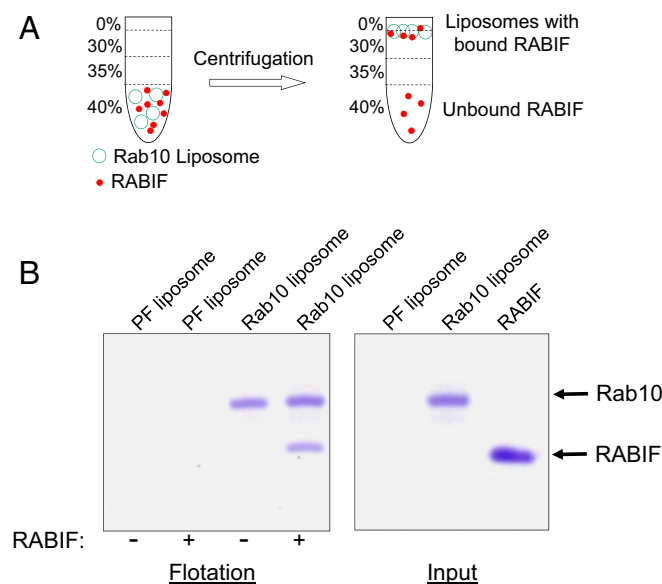 A
0%
30%
35%
40%
Centrifugation
0%
30%
35%
40%
Liposomes with
bound RABIF
Unbound RABIF
Rab10 Liposome
RABIF
B
PF liposome
PF liposome
Rab10 liposome
Rab10 liposome
PF liposome
Rab10 liposome
RABIF
Rab10
RABIF
RABIF: - + - +
Flotation
Input